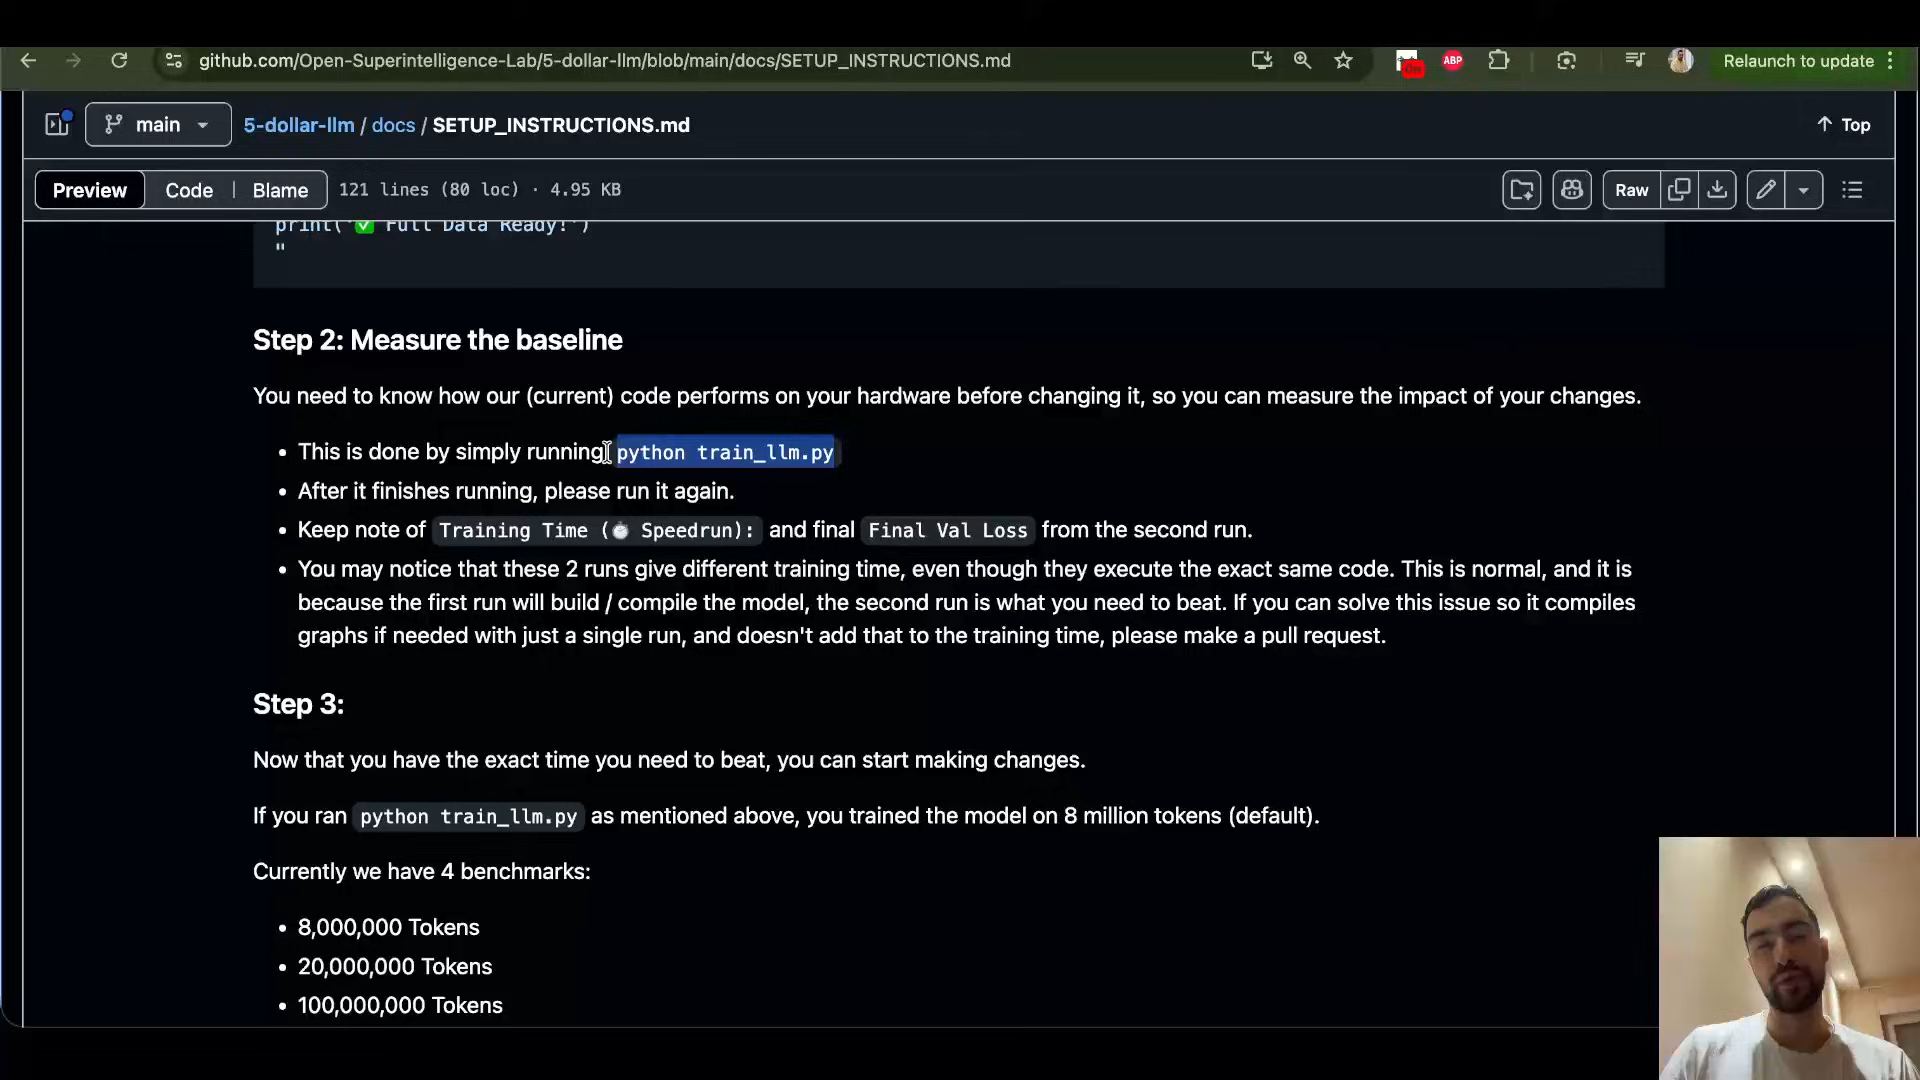 github.com/Open-Superintelligence-Lab/5-dollar-llm/blob/main/docs/SETUP_INSTRUCTIONS.md
On
ABP
Relaunch to update
main
5-dollar-llm / docs / SETUP_INSTRUCTIONS.md
Top
Preview
Code
Blame
121 lines (80 loc) · 4.95 KB
Raw
print("✅ Full Data Ready!")
"
Step 2: Measure the baseline
You need to know how our (current) code performs on your hardware before changing it, so you can measure the impact of your changes.
• This is done by simply running python train_llm.py
• After it finishes running, please run it again.
• Keep note of Training Time (⏱ Speedrun): and final Final Val Loss from the second run.
• You may notice that these 2 runs give different training time, even though they execute the exact same code. This is normal, and it is
because the first run will build / compile the model, the second run is what you need to beat. If you can solve this issue so it compiles
graphs if needed with just a single run, and doesn't add that to the training time, please make a pull request.
Step 3:
Now that you have the exact time you need to beat, you can start making changes.
If you ran python train_llm.py as mentioned above, you trained the model on 8 million tokens (default).
Currently we have 4 benchmarks:
• 8,000,000 Tokens
• 20,000,000 Tokens
• 100,000,000 Tokens